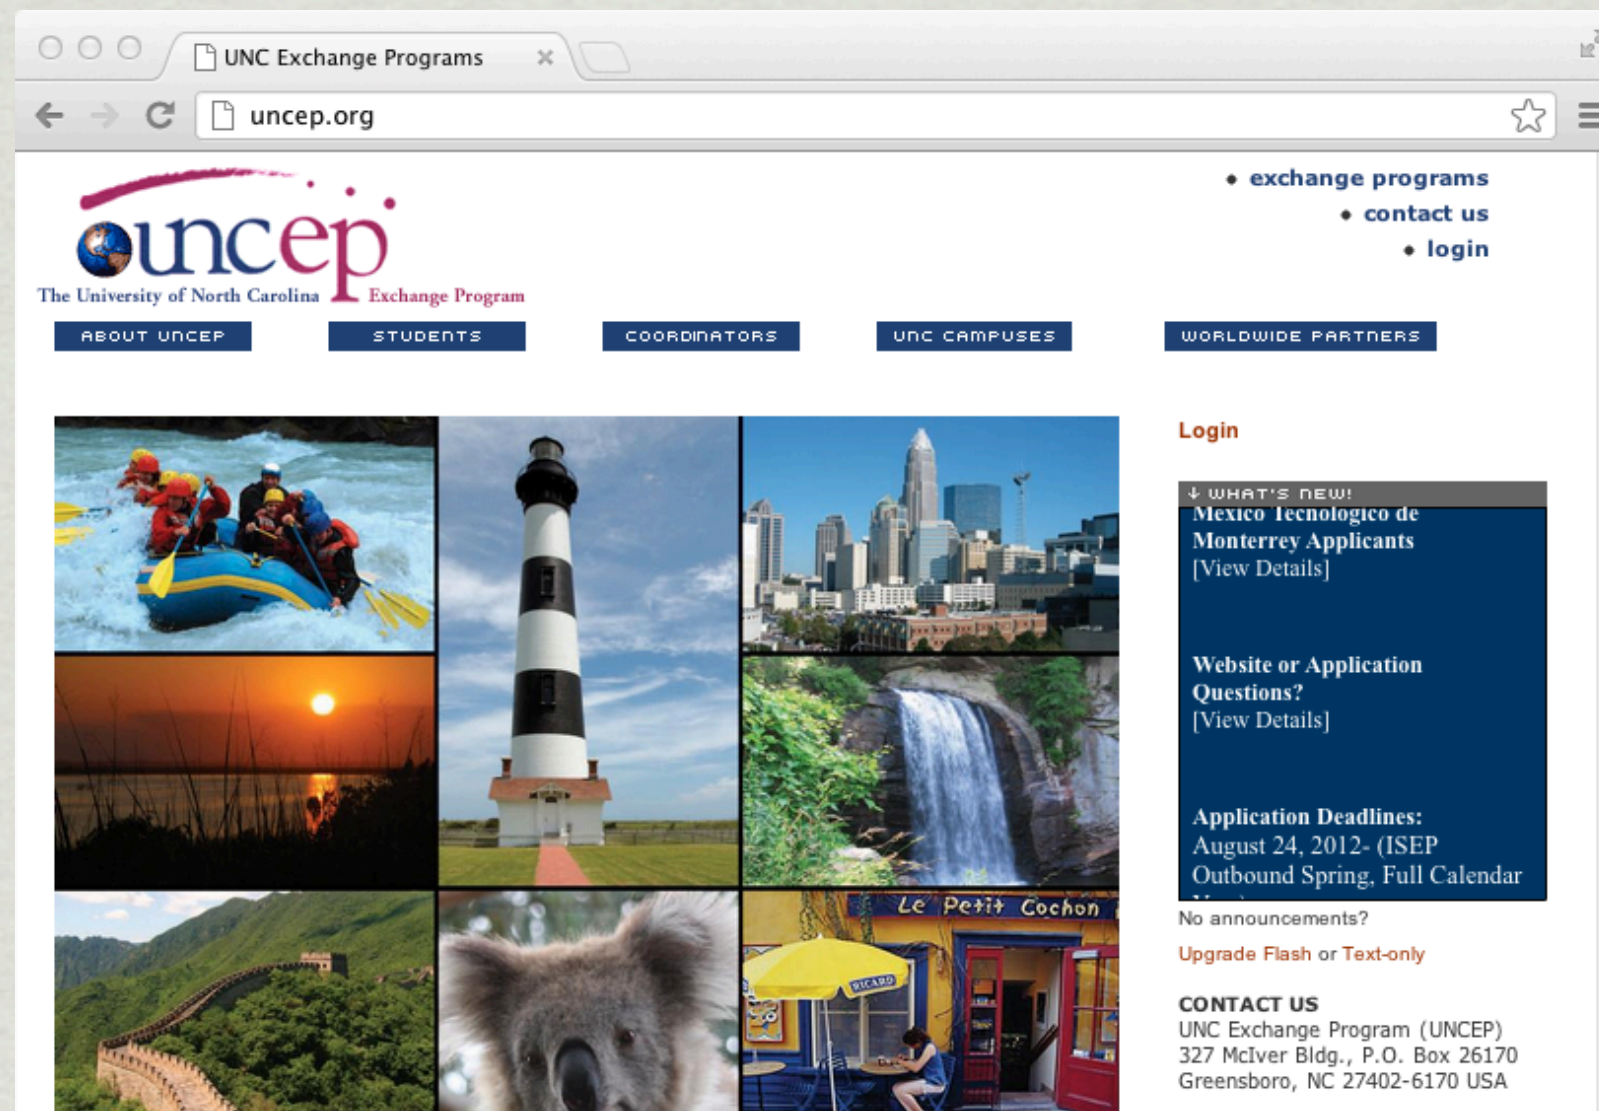 UNC Exchange Programs
uncep.org
uncep
The University of North Carolina Exchange Program
exchange programs
contact us
login
ABOUT UNCEP STUDENTS COORDINATORS UNC CAMPUSES WORLDWIDE PARTNERS
Login
WHAT'S NEW!
Mexico Tecnologico de
Monterrey Applicants
[View Details]
Website or Application
Questions?
[View Details]
Application Deadlines:
August 24, 2012- (ISEP
Outbound Spring, Full Calendar
Le Petit Cochon
RICARD
No announcements?
Upgrade Flash or Text-only
CONTACT US
UNC Exchange Program (UNCEP)
327 McIver Bldg., P.O. Box 26170
Greensboro, NC 27402-6170 USA